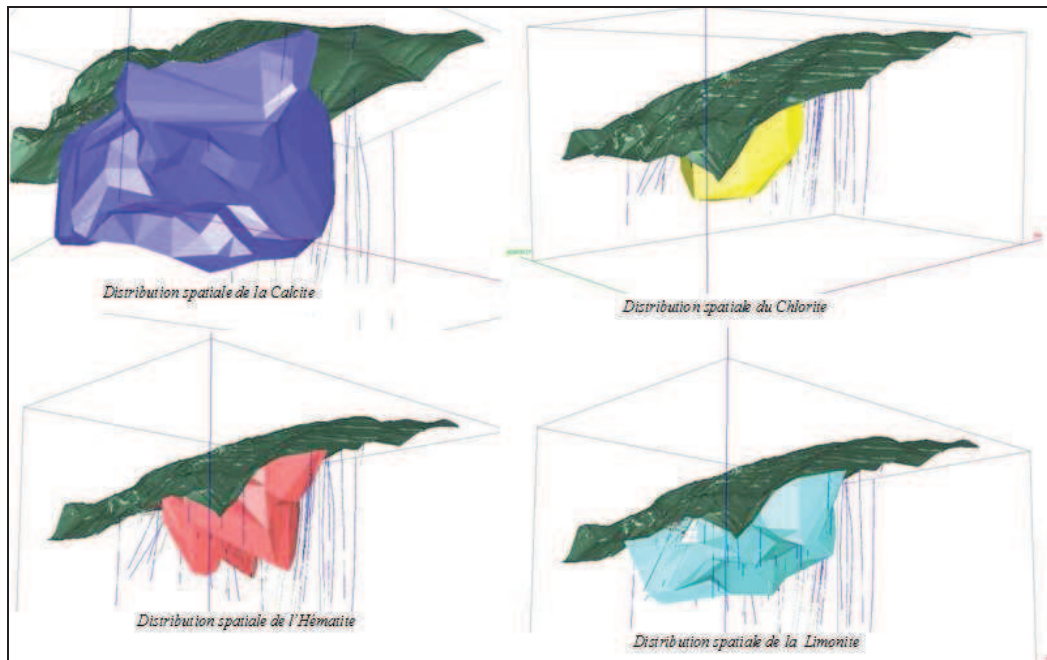 Distribution spatiale de la Calcite
Distribution spatiale du Chlorite
Distribution spatiale de l'Hématite
Distribution spatiale de la Limonite